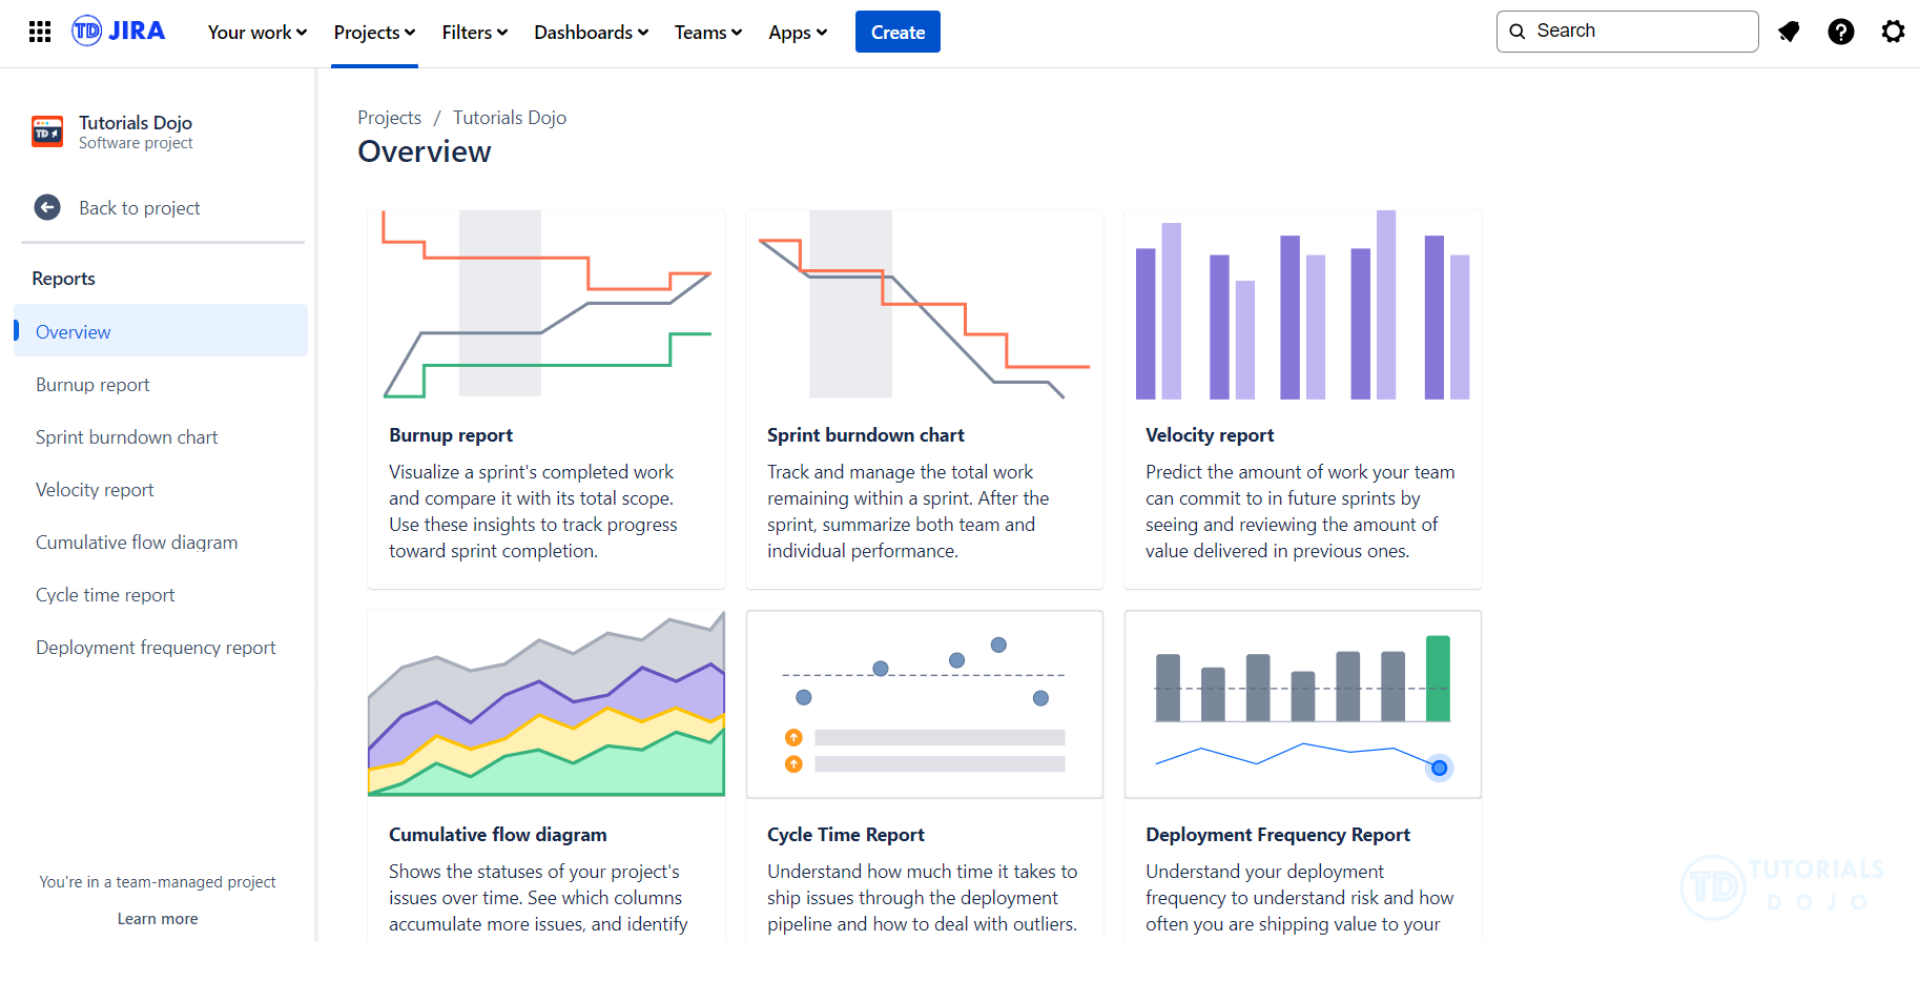 TD JIRA Your work Projects Filters Dashboards Teams Apps Create Search ?
TD
Tutorials Dojo
Software project
Back to project
Reports
Overview
Burnup report
Sprint burndown chart
Velocity report
Cumulative flow diagram
Cycle time report
Deployment frequency report
You're in a team-managed project
Learn more
Projects / Tutorials Dojo
Overview
Burnup report
Visualize a sprint's completed work
and compare it with its total scope.
Use these insights to track progress
toward sprint completion.
Sprint burndown chart
Track and manage the total work
remaining within a sprint. After the
sprint, summarize both team and
individual performance.
Velocity report
Predict the amount of work your team
can commit to in future sprints by
seeing and reviewing the amount of
value delivered in previous ones.
Cumulative flow diagram
Shows the statuses of your project's
issues over time. See which columns
accumulate more issues, and identify
Cycle Time Report
Understand how much time it takes to
ship issues through the deployment
pipeline and how to deal with outliers.
Deployment Frequency Report
Understand your deployment
frequency to understand risk and how
often you are shipping value to your
TD TUTORIALS
DOJO